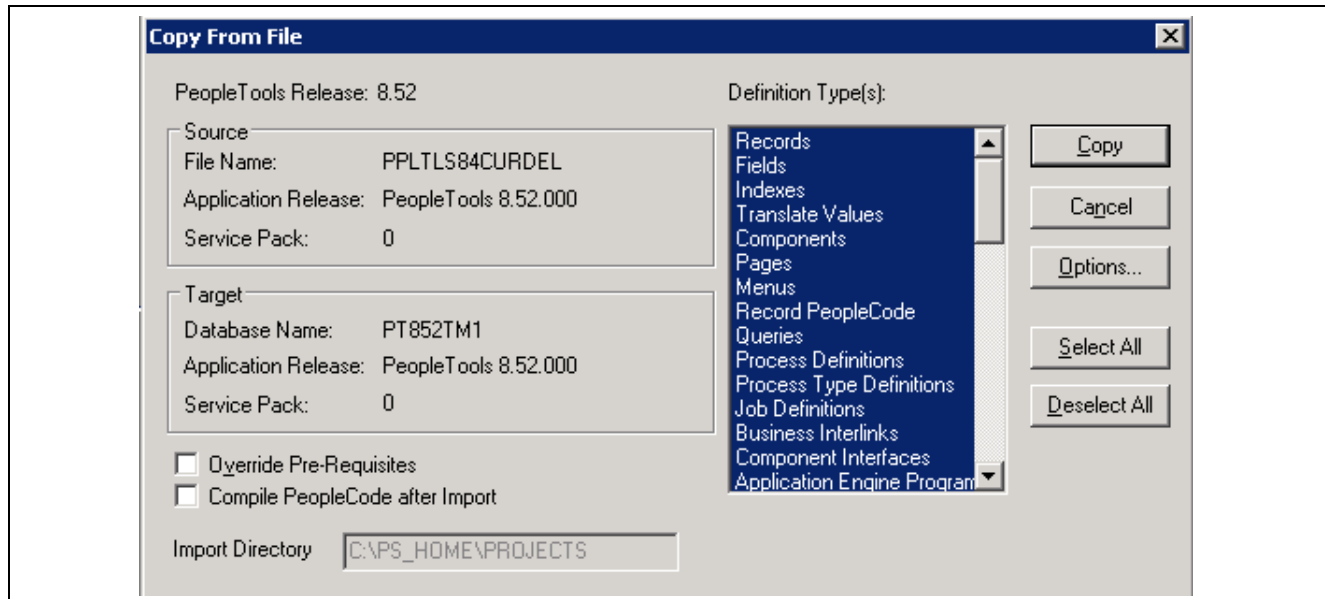 Copy From File
PeopleTools Release: 8.52
Source
File Name: PPLTLS84CURDEL
Application Release: PeopleTools 8.52.000
Service Pack: 0
Target
Database Name: PT852TM1
Application Release: PeopleTools 8.52.000
Service Pack: 0
Override Pre-Requisites
Compile PeopleCode after Import
Import Directory C:\PS_HOME\PROJECTS
Definition Type(s):
Records
Fields
Indexes
Translate Values
Components
Pages
Menus
Record PeopleCode
Queries
Process Definitions
Process Type Definitions
Job Definitions
Business Interlinks
Component Interfaces
Application Engine Program
Copy
Cancel
Options...
Select All
Deselect All